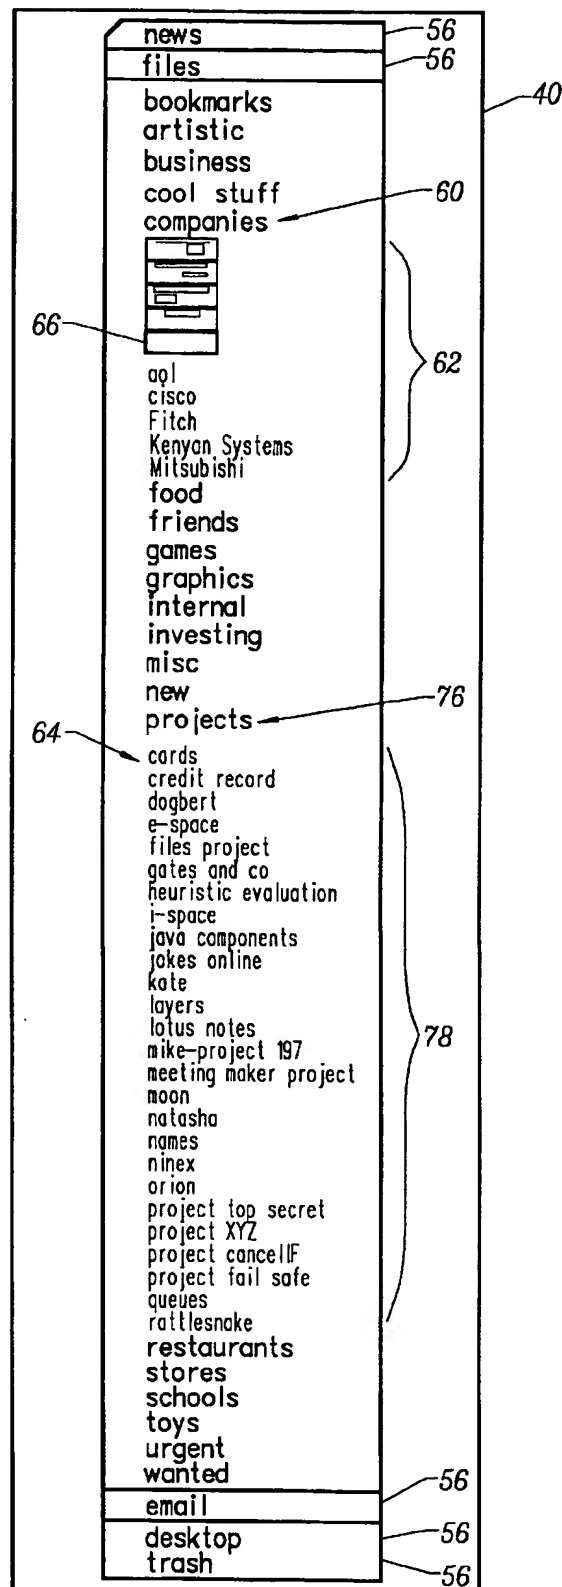 news 56
files 56
bookmarks 40
artistic
business
cool stuff 60
companies
66
62
aol
cisco
Fitch
Kenyan Systems
Mitsubishi
food
friends
games
graphics
internal
investing
misc
new 76
projects
64
cards
credit record
dogbert
e-space
files project
gates and co
heuristic evaluation
i-space
java components
jokes online
kate
layers
lotus notes
mike-project 197 78
meeting maker project
moon
natasha
names
ninex
orion
project top secret
project XYZ
project cancelIF
project fail safe
queues
rattlesnake
restaurants
stores
schools
toys
urgent
wanted 56
email
desktop 56
trash 56